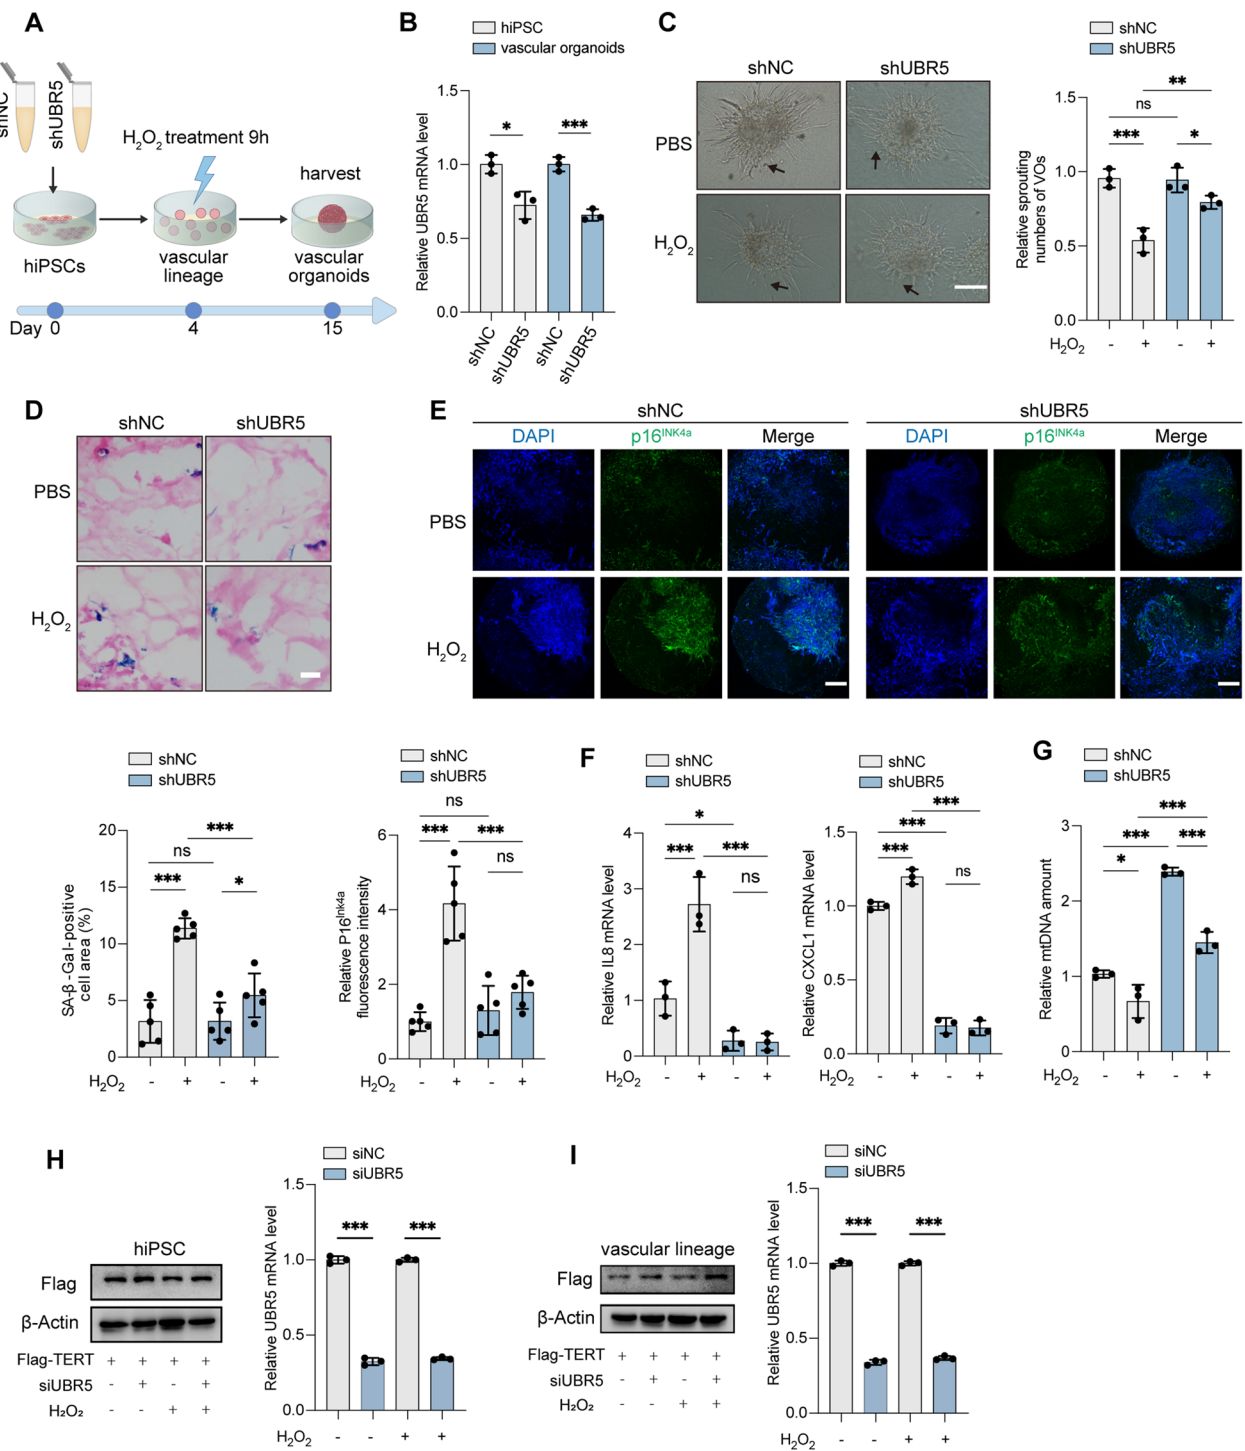 A
shNC
shUBR5
H₂O₂ treatment 9h
harvest
hiPSCs
vascular
lineage
vascular
organoids
Day 0 4 15
B
hiPSC
vascular organoids
Relative UBR5 mRNA level
1.5
1.0
0.5
0.0
* ***
shNC shUBR5 shNC shUBR5
C
shNC shUBR5
PBS
H₂O₂
shNC
shUBR5
Relative sprouting
numbers of VOs
1.5
1.0
0.5
0.0
**
ns
*** *
H₂O₂ - + - +
D
shNC shUBR5
PBS
H₂O₂
E
shNC shUBR5
DAPI p16ᴵᴺᴷ⁴ᵃ Merge DAPI p16ᴵᴺᴷ⁴ᵃ Merge
PBS
H₂O₂
shNC
shUBR5
SA-β-Gal-positive
cell area (%)
20
15
10
5
0
***
ns
*** *
H₂O₂ - + - +
shNC
shUBR5
Relative P16ᴵⁿᵏ⁴ᵃ
fluorescence intensity
6
4
2
0
ns
*** ***
ns
H₂O₂ - + - +
F
shNC
shUBR5
Relative IL8 mRNA level
4
3
2
1
0
*
*** ***
ns
H₂O₂ - + - +
shNC
shUBR5
Relative CXCL1 mRNA level
1.5
1.0
0.5
0.0
***
***
*** ns
H₂O₂ - + - +
G
shNC
shUBR5
Relative mtDNA amount
3
2
1
0
***
*** ***
*
H₂O₂ - + - +
H
hiPSC
Flag
β-Actin
Flag-TERT + + + +
siUBR5 - + - +
H₂O₂ - - + +
siNC
siUBR5
Relative UBR5 mRNA level
1.5
1.0
0.5
0.0
*** ***
H₂O₂ - - + +
I
vascular lineage
Flag
β-Actin
Flag-TERT + + + +
siUBR5 - + - +
H₂O₂ - - + +
siNC
siUBR5
Relative UBR5 mRNA level
1.5
1.0
0.5
0.0
*** ***
H₂O₂ - - + +